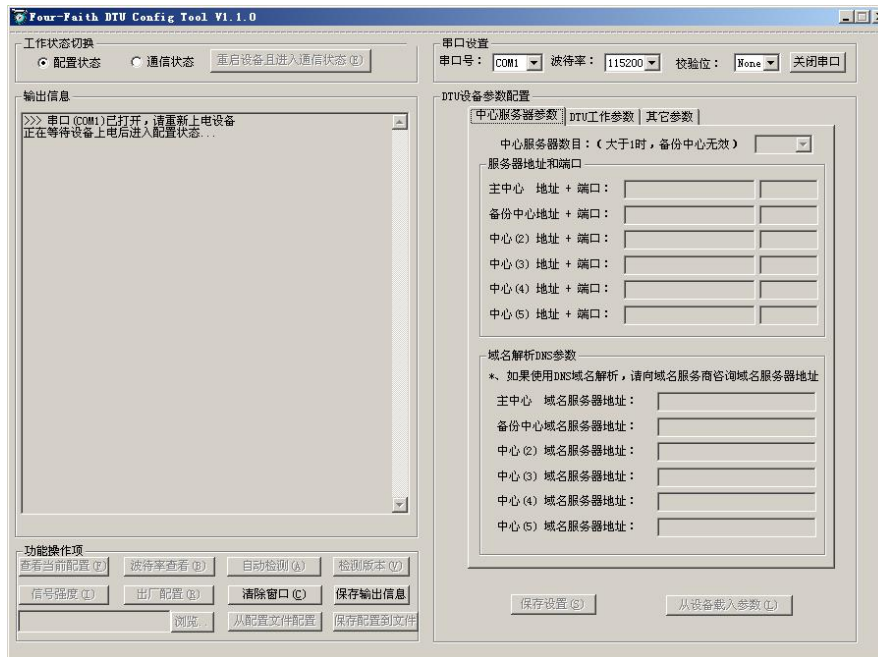 Four-Faith DTU Config Tool V1.1.0
工作状态切换
配置状态 通信状态 重启设备且进入通信状态(E)
串口设置
串口号： COM1 波特率： 115200 校验位： None 关闭串口
输出信息
>>> 串口(COM1)已打开，请重新上电设备
正在等待设备上电后进入配置状态...
DTU设备参数配置
中心服务器参数 DTU工作参数 其它参数
中心服务器数目：(大于1时，备份中心无效)
服务器地址和端口
主中心 地址 + 端口：
备份中心地址 + 端口：
中心(2) 地址 + 端口：
中心(3) 地址 + 端口：
中心(4) 地址 + 端口：
中心(5) 地址 + 端口：
域名解析DNS参数
*、如果使用DNS域名解析，请向域名服务商咨询域名服务器地址
主中心 域名服务器地址：
备份中心域名服务器地址：
中心(2) 域名服务器地址：
中心(3) 域名服务器地址：
中心(4) 域名服务器地址：
中心(5) 域名服务器地址：
保存设置(S) 从设备载入参数(L)
功能操作项
查看当前配置(F) 波待率查看(B) 自动检测(A) 检测版本(V)
信号强度(I) 出厂配置(R) 清除窗口(C) 保存输出信息
浏览.. 从配置文件配置 保存配置到文件